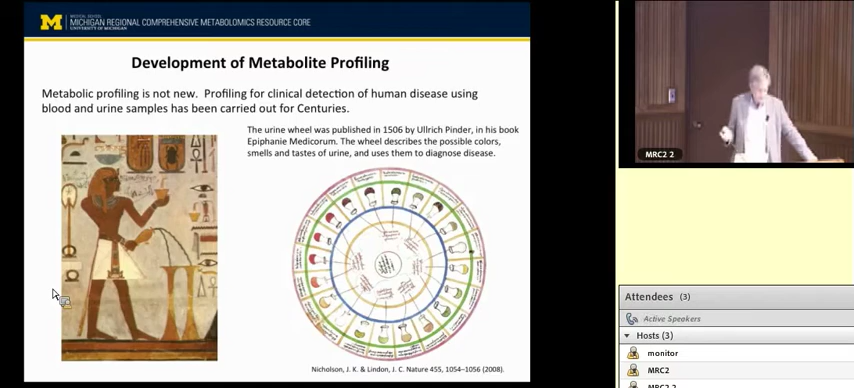 M
MICHIGAN REGIONAL COMPREHENSIVE METABOLOMICS RESOURCE CORE
UNIVERSITY OF MICHIGAN
Development of Metabolite Profiling
Metabolic profiling is not new.  Profiling for clinical detection of human disease using
blood and urine samples has been carried out for Centuries.
The urine wheel was published in 1506 by Ullrich Pinder, in his book
Epiphanie Medicorum. The wheel describes the possible colors,
smells and tastes of urine, and uses them to diagnose disease.
Nicholson, J. K. & Lindon, J. C. Nature 455, 1054–1056 (2008).
MRC2 2
Attendees (3)
Active Speakers
Hosts (3)
monitor
MRC2
MRC2 2